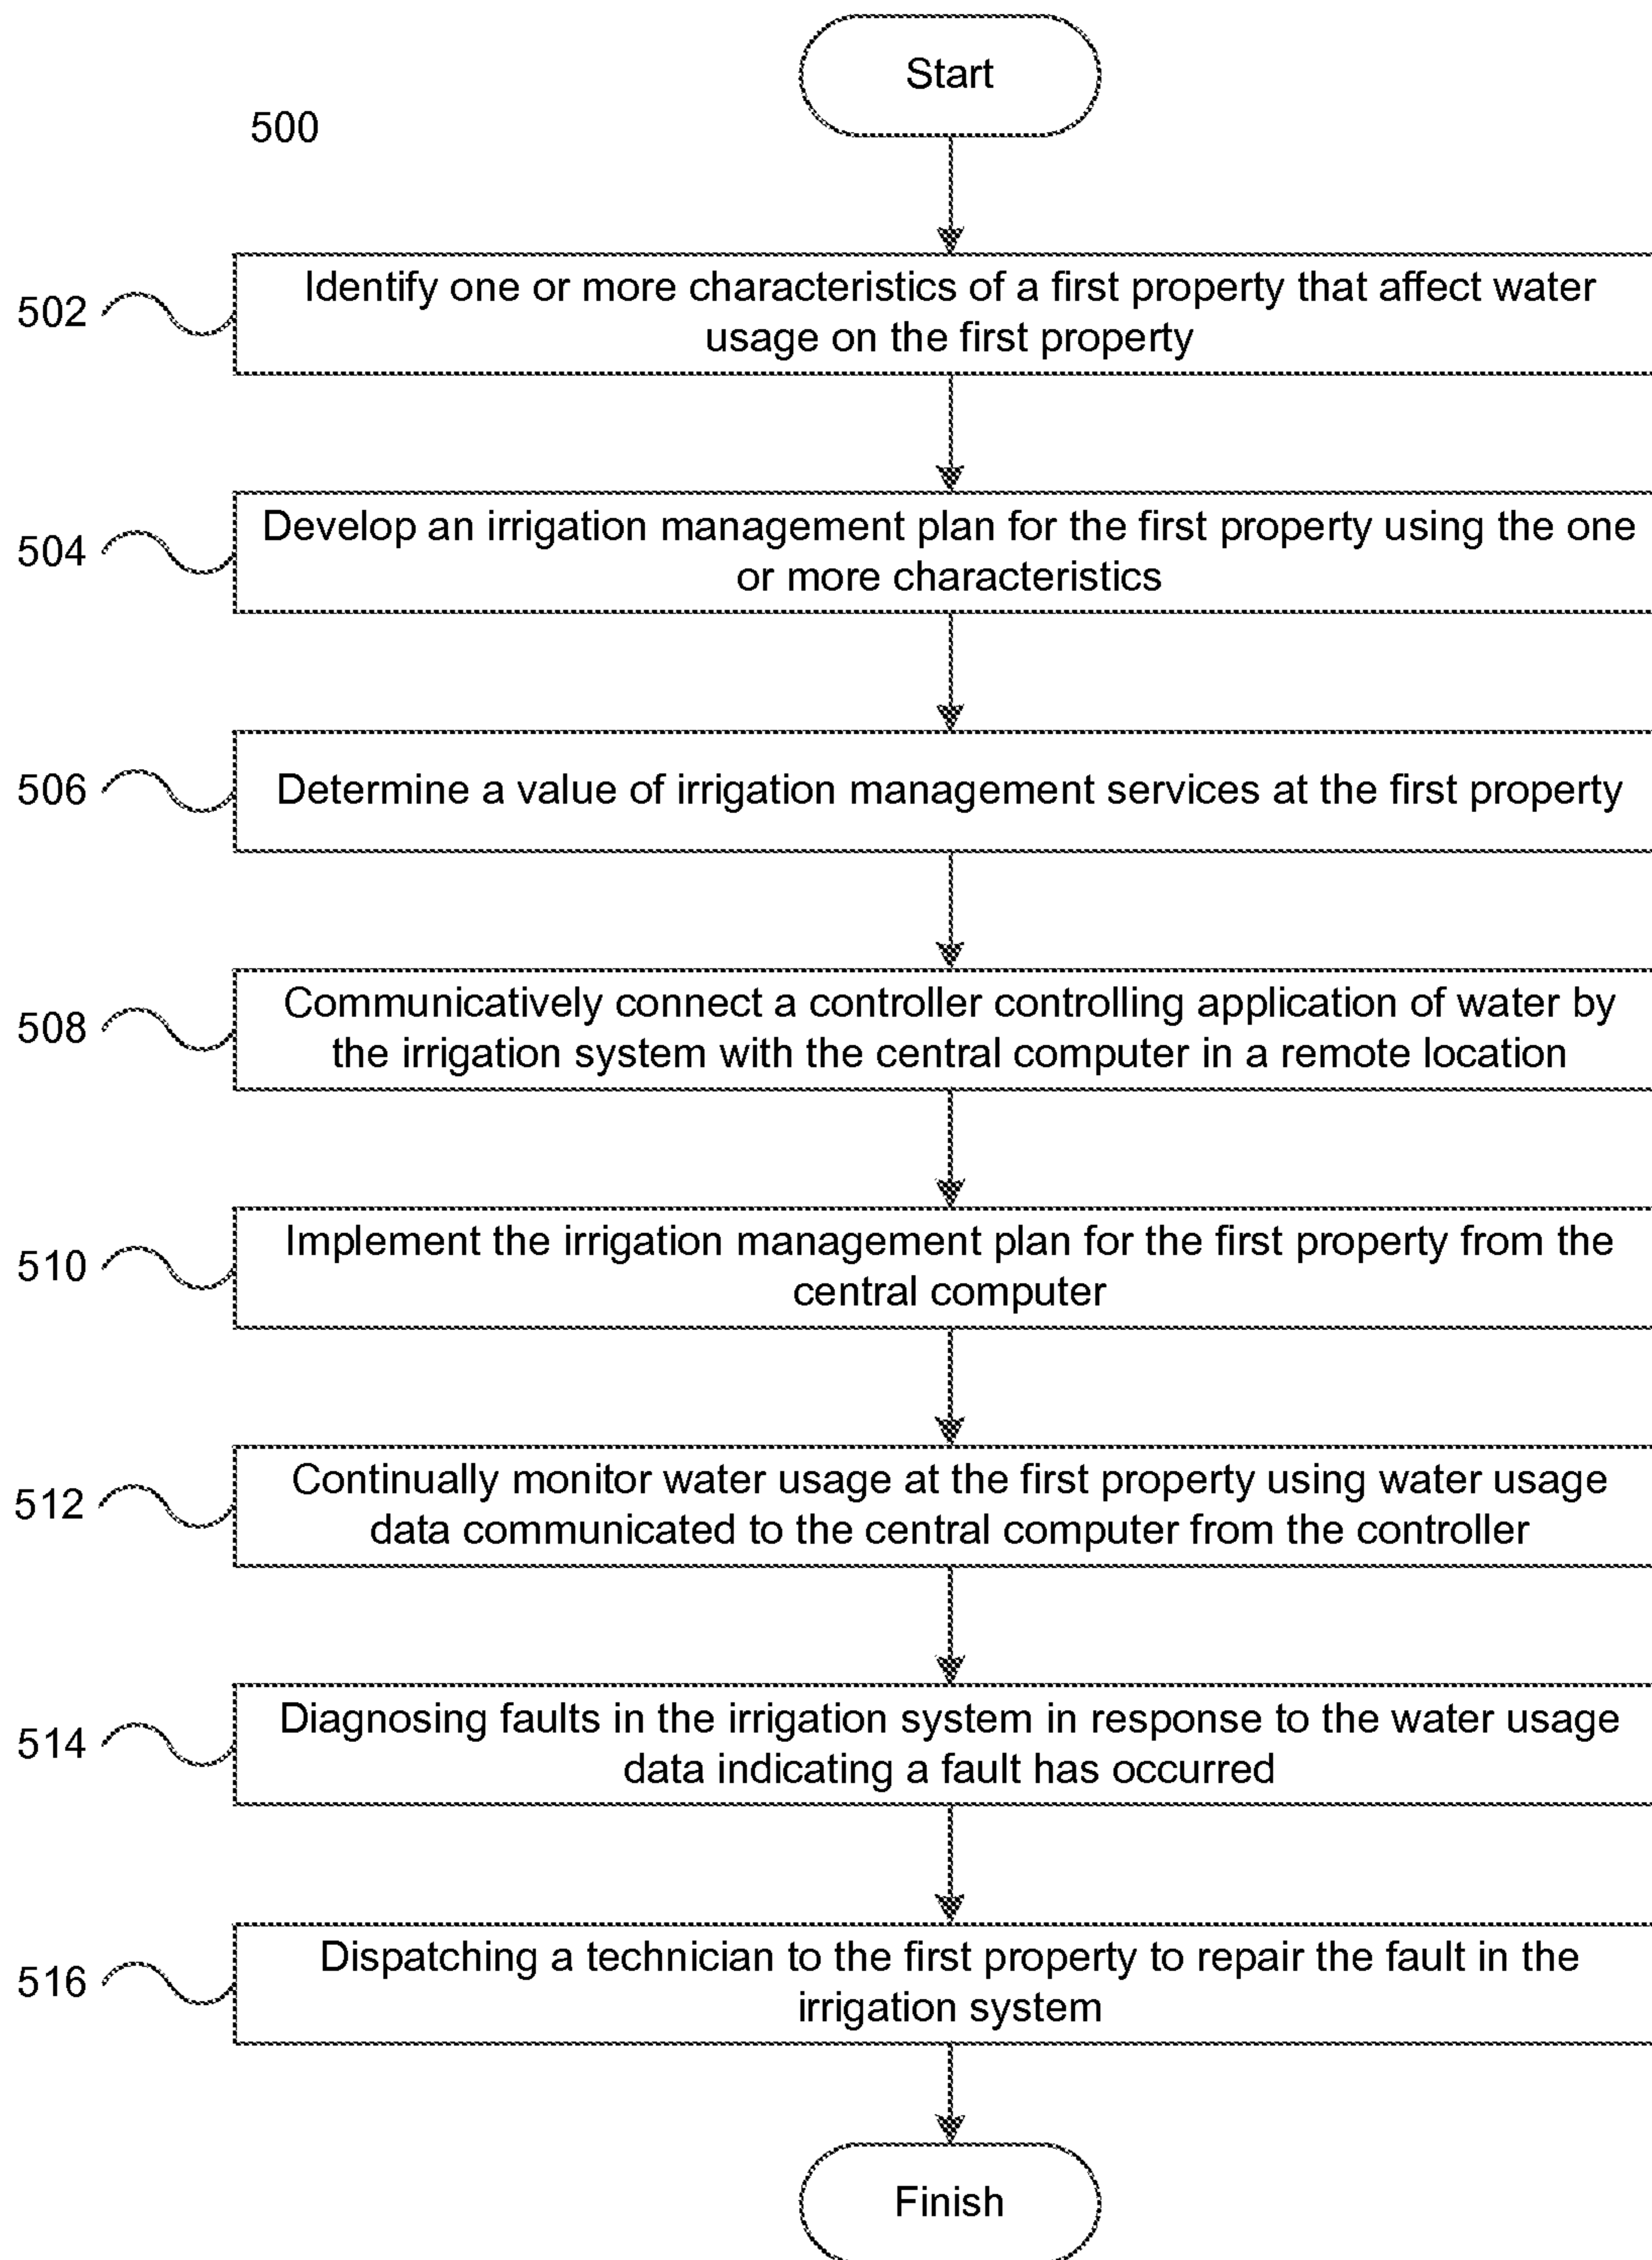 Start
500
502
Identify one or more characteristics of a first property that affect water
usage on the first property
504
Develop an irrigation management plan for the first property using the one
or more characteristics
506
Determine a value of irrigation management services at the first property
508
Communicatively connect a controller controlling application of water by
the irrigation system with the central computer in a remote location
510
Implement the irrigation management plan for the first property from the
central computer
512
Continually monitor water usage at the first property using water usage
data communicated to the central computer from the controller
514
Diagnosing faults in the irrigation system in response to the water usage
data indicating a fault has occurred
516
Dispatching a technician to the first property to repair the fault in the
irrigation system
Finish